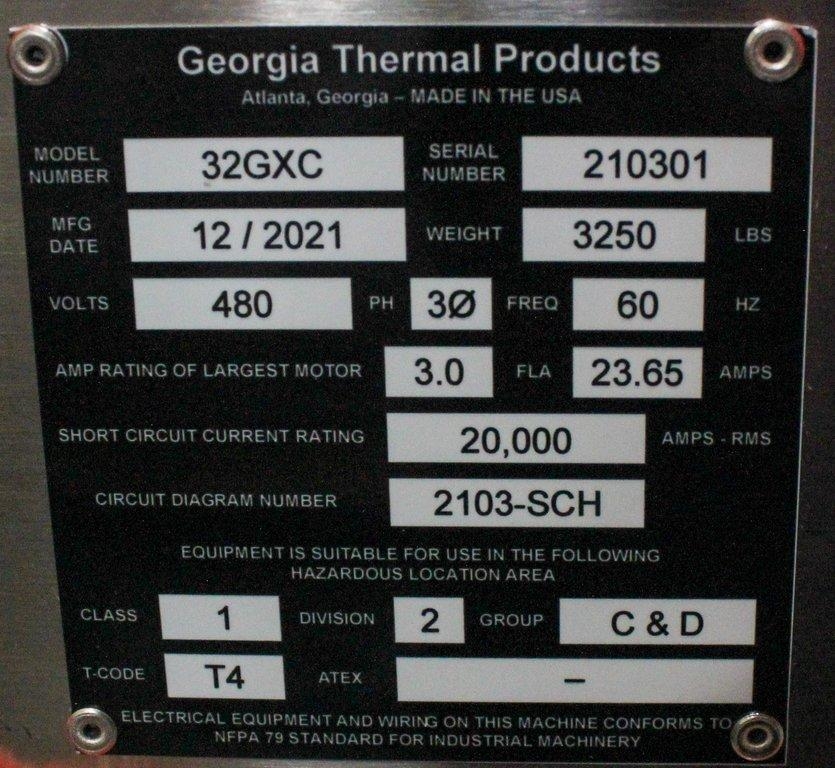 Georgia Thermal Products
Atlanta, Georgia – MADE IN THE USA
MODEL NUMBER 32GXC SERIAL NUMBER 210301
MFG DATE 12 / 2021 WEIGHT 3250 LBS
VOLTS 480 PH 3Ø FREQ 60 HZ
AMP RATING OF LARGEST MOTOR 3.0 FLA 23.65 AMPS
SHORT CIRCUIT CURRENT RATING 20,000 AMPS - RMS
CIRCUIT DIAGRAM NUMBER 2103-SCH
EQUIPMENT IS SUITABLE FOR USE IN THE FOLLOWING
HAZARDOUS LOCATION AREA
CLASS 1 DIVISION 2 GROUP C & D
T-CODE T4 ATEX –
ELECTRICAL EQUIPMENT AND WIRING ON THIS MACHINE CONFORMS TO
NFPA 79 STANDARD FOR INDUSTRIAL MACHINERY